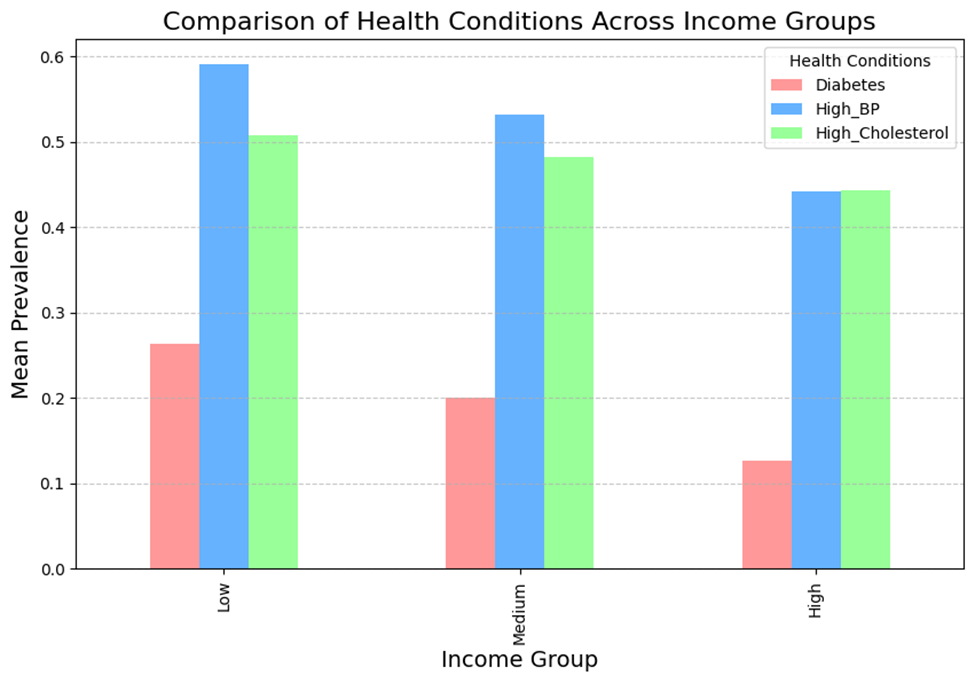 Comparison of Health Conditions Across Income Groups
Health Conditions
Diabetes
High_BP
High_Cholesterol
Mean Prevalence
0.6
0.5
0.4
0.3
0.2
0.1
0.0
Low
Medium
High
Income Group